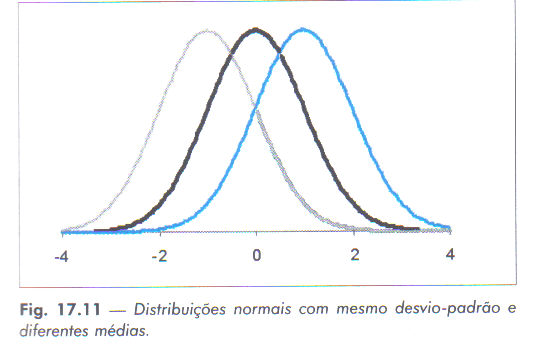 -4 -2 0 2 4
Fig. 17.11 — Distribuições normais com mesmo desvio-padrão e
diferentes médias.